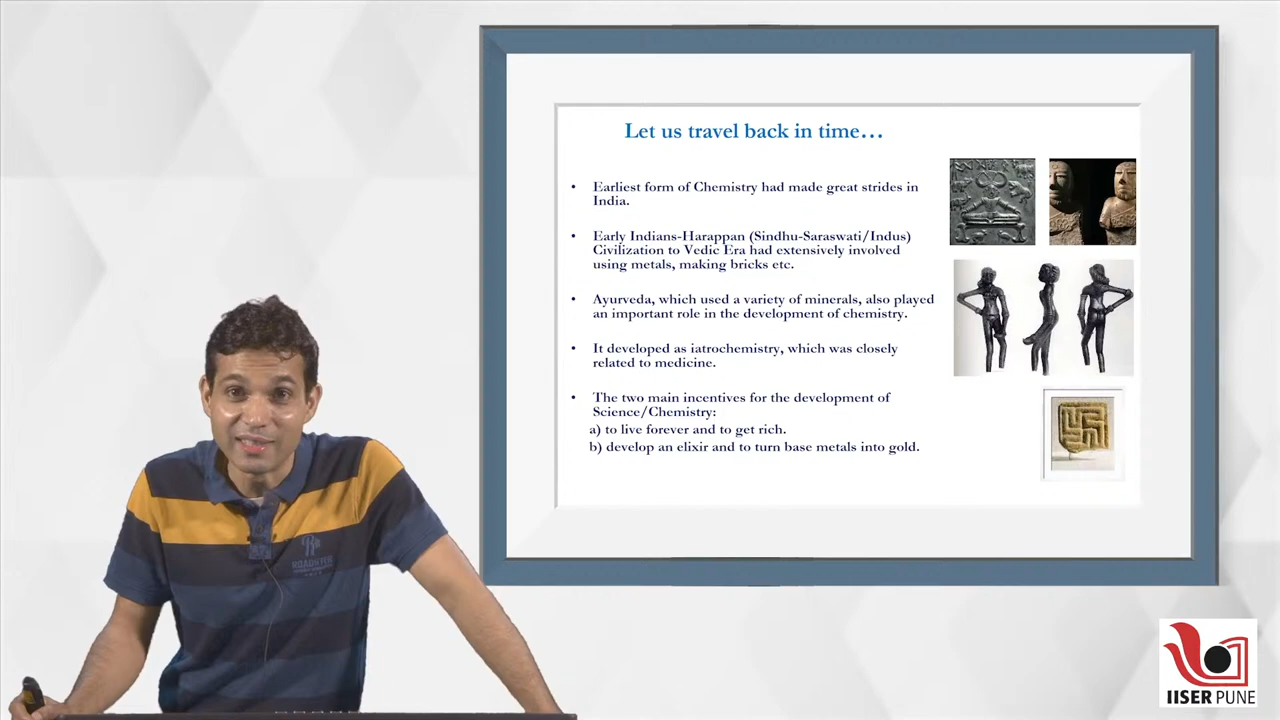 Let us travel back in time…
• Earliest form of Chemistry had made great strides in
India.
• Early Indians-Harappan (Sindhu-Saraswati/Indus)
Civilization to Vedic Era had extensively involved
using metals, making bricks etc.
• Ayurveda, which used a variety of minerals, also played
an important role in the development of chemistry.
• It developed as iatrochemistry, which was closely
related to medicine.
• The two main incentives for the development of
Science/Chemistry:
a) to live forever and to get rich.
b) develop an elixir and to turn base metals into gold.
IISER PUNE